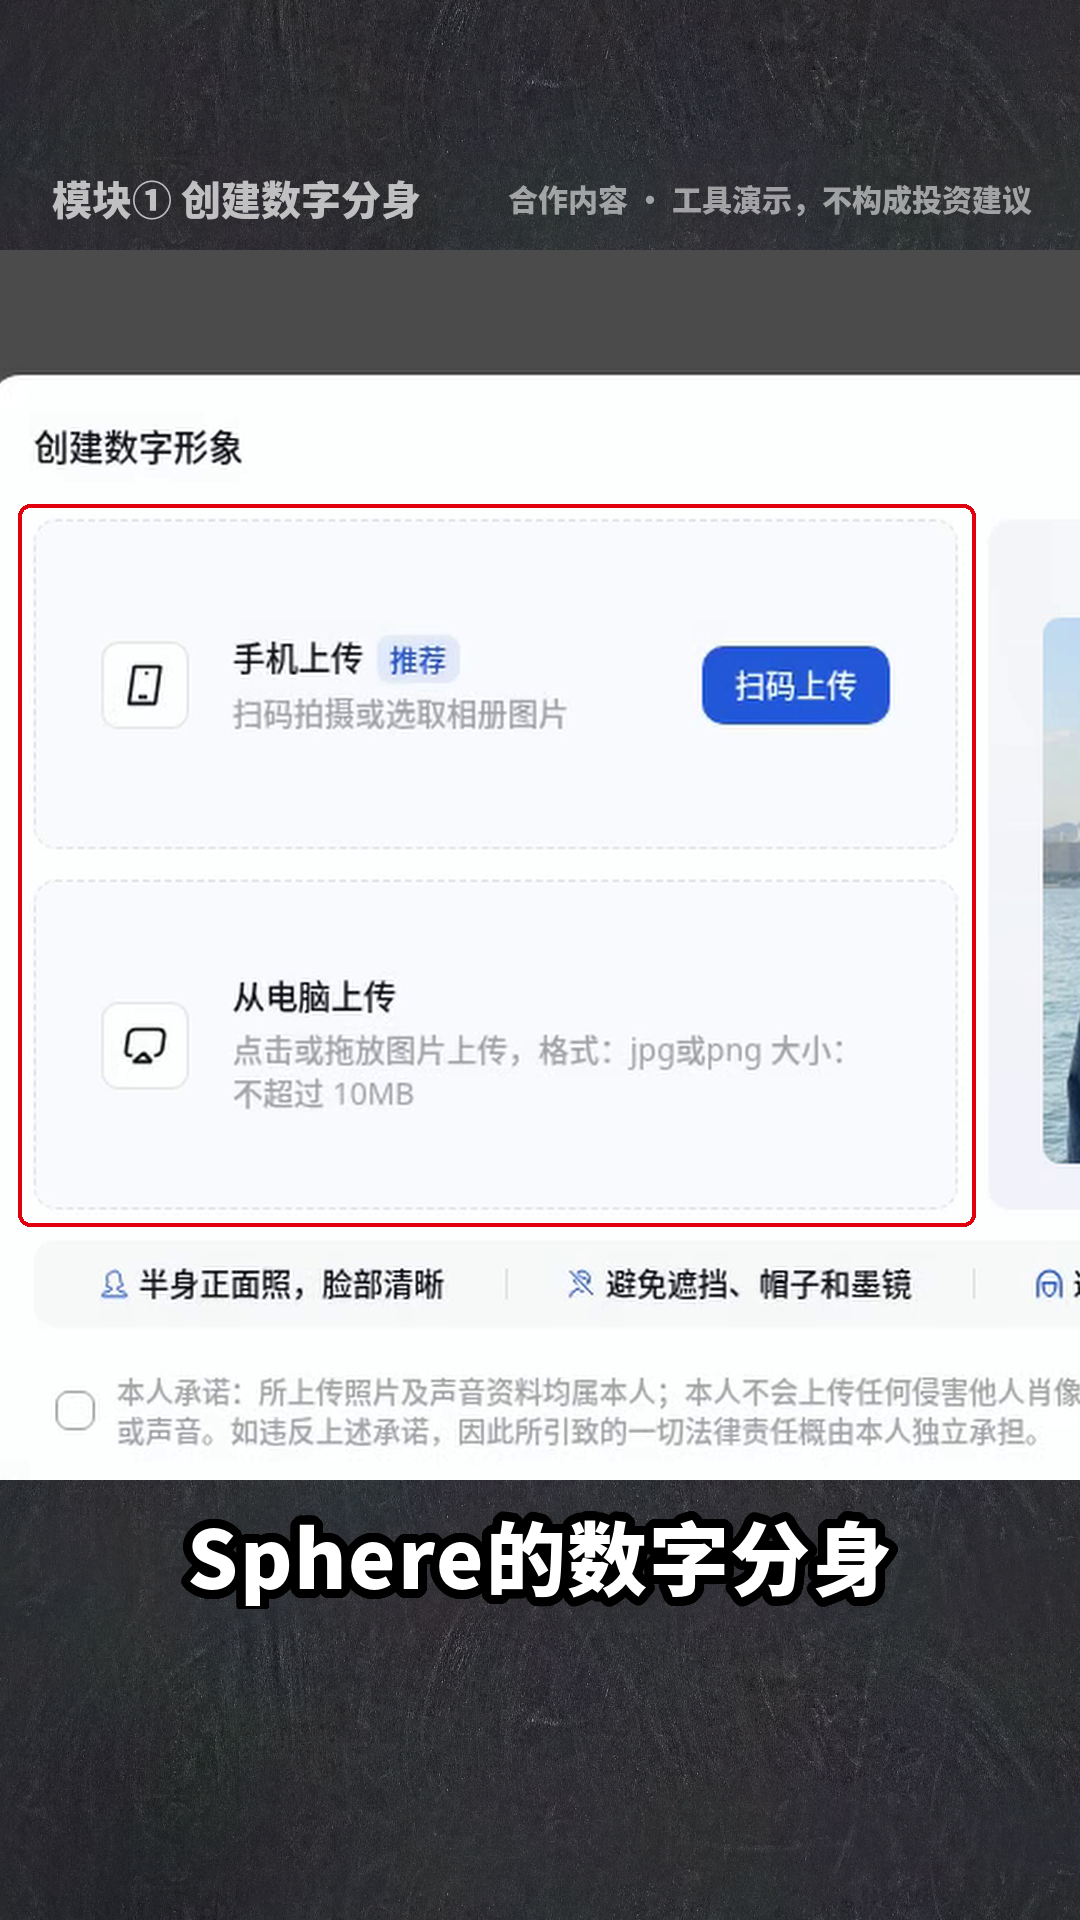 模块① 创建数字分身
合作内容 · 工具演示，不构成投资建议
创建数字形象
手机上传 推荐
扫码拍摄或选取相册图片
扫码上传
从电脑上传
点击或拖放图片上传，格式：jpg或png 大小：
不超过 10MB
半身正面照，脸部清晰
避免遮挡、帽子和墨镜
本人承诺：所上传照片及声音资料均属本人；本人不会上传任何侵害他人肖像
或声音。如违反上述承诺，因此所引致的一切法律责任概由本人独立承担。
Sphere的数字分身